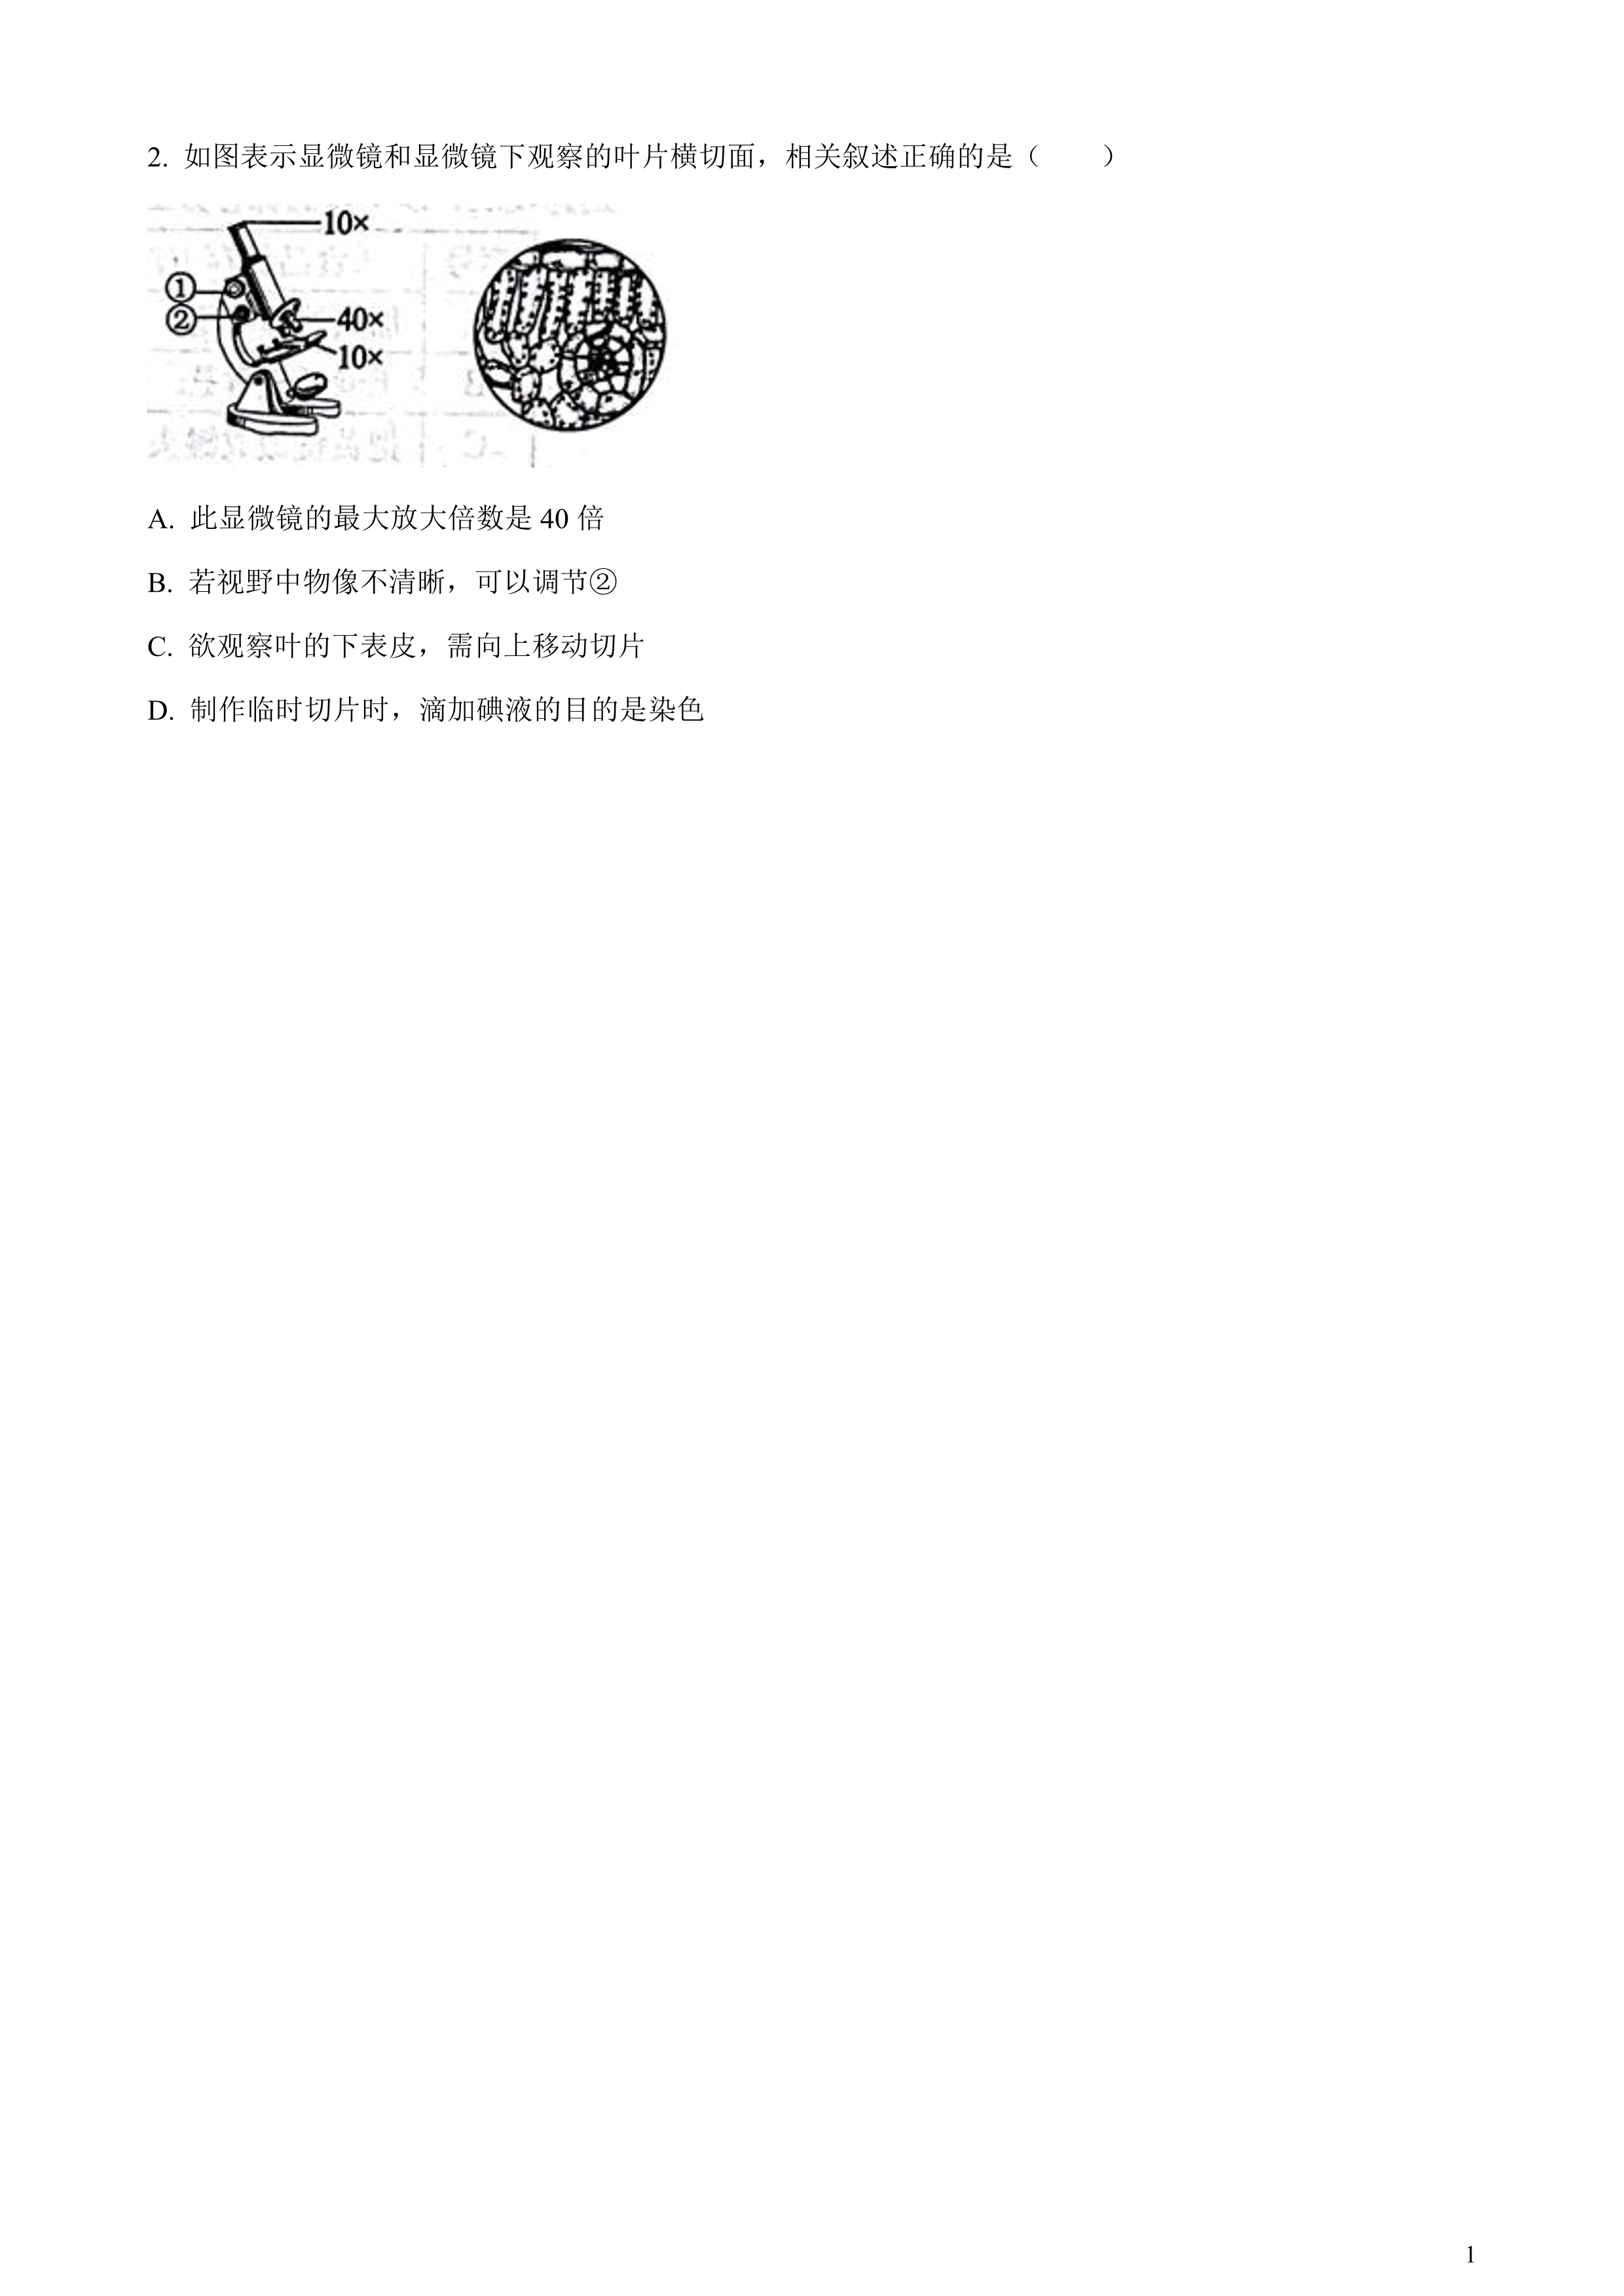 2. 如图表示显微镜和显微镜下观察的叶片横切面，相关叙述正确的是（　　）
10×
①
②
40×
10×
A. 此显微镜的最大放大倍数是 40 倍
B. 若视野中物像不清晰，可以调节②
C. 欲观察叶的下表皮，需向上移动切片
D. 制作临时切片时，滴加碘液的目的是染色
1